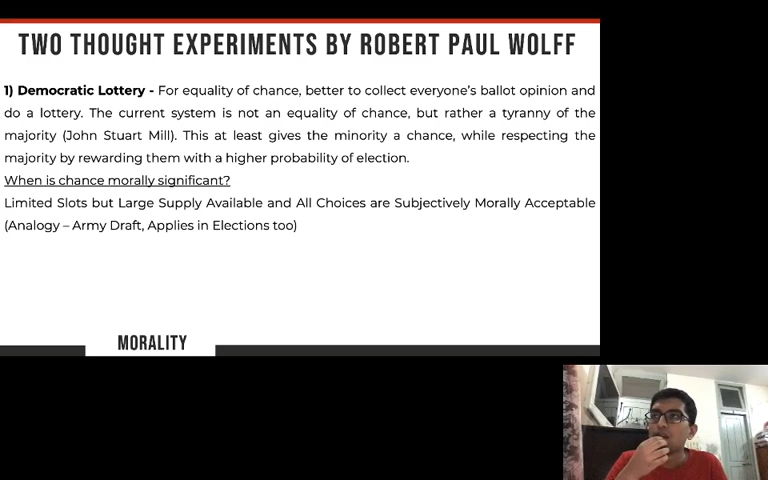 TWO THOUGHT EXPERIMENTS BY ROBERT PAUL WOLFF
1) Democratic Lottery - For equality of chance, better to collect everyone's ballot opinion and
do a lottery. The current system is not an equality of chance, but rather a tyranny of the
majority (John Stuart Mill). This at least gives the minority a chance, while respecting the
majority by rewarding them with a higher probability of election.
When is chance morally significant?
Limited Slots but Large Supply Available and All Choices are Subjectively Morally Acceptable
(Analogy – Army Draft, Applies in Elections too)
MORALITY